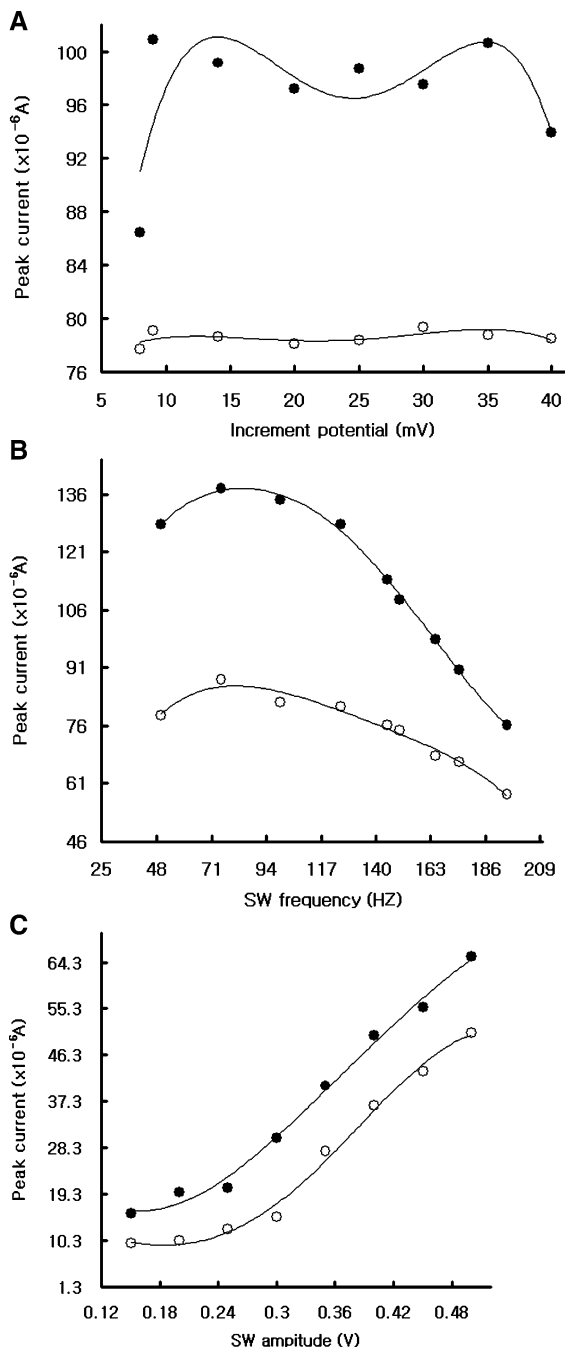 A
100
96
92
88
84
80
76
Peak current (x10⁻⁶A)
5 10 15 20 25 30 35 40
Increment potential (mV)
B
136
121
106
91
76
61
46
Peak current (x10⁻⁶A)
25 48 71 94 117 140 163 186 209
SW frequency (HZ)
C
64.3
55.3
46.3
37.3
28.3
19.3
10.3
1.3
Peak current (x10⁻⁶A)
0.12 0.18 0.24 0.3 0.36 0.42 0.48
SW ampitude (V)